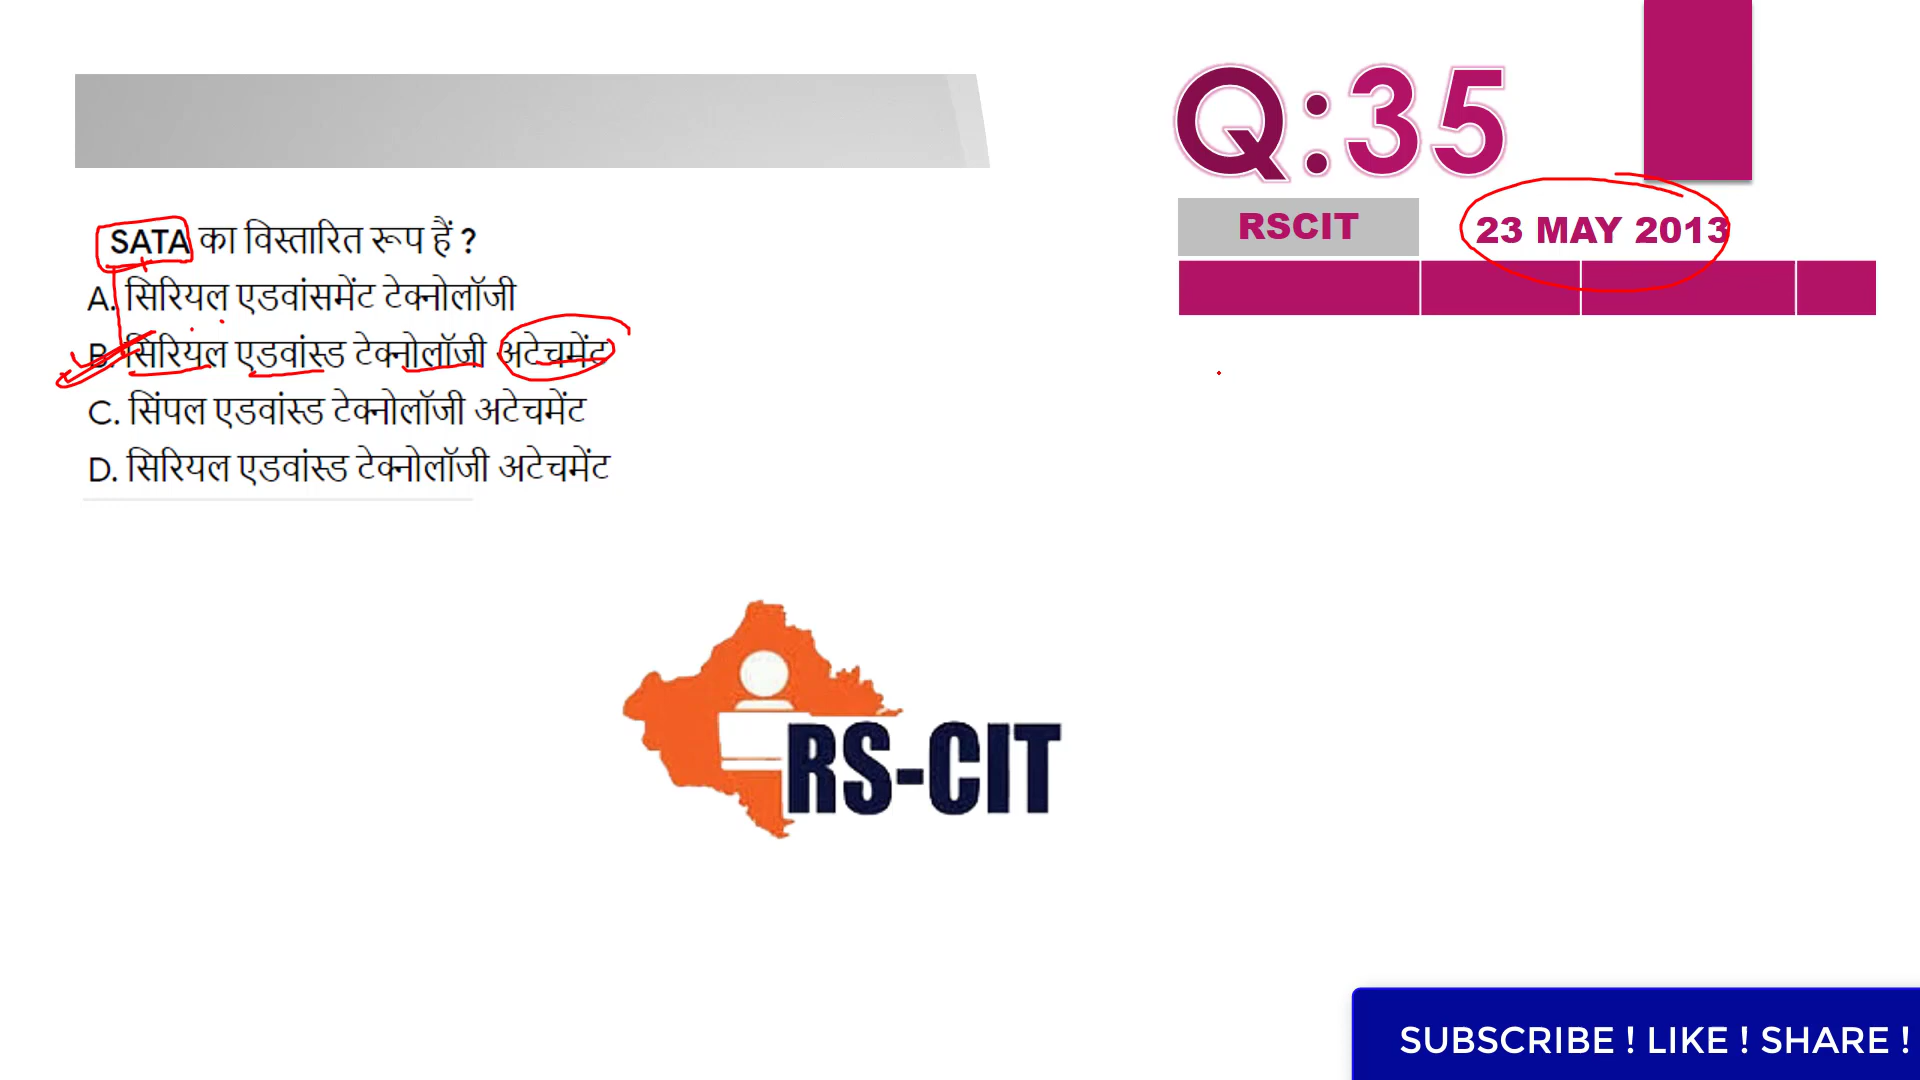 Q:35
RSCIT
23 MAY 2013
SATA का विस्तारित रूप हैं ?
A. सिरियल एडवांसमेंट टेक्नोलॉजी
B. सिरियल एडवांस्ड टेक्नोलॉजी अटेचमेंट
C. सिंपल एडवांस्ड टेक्नोलॉजी अटेचमेंट
D. सिरियल एडवांस्ड टेक्नोलॉजी अटेचमेंट
RS-CIT
SUBSCRIBE ! LIKE ! SHARE !